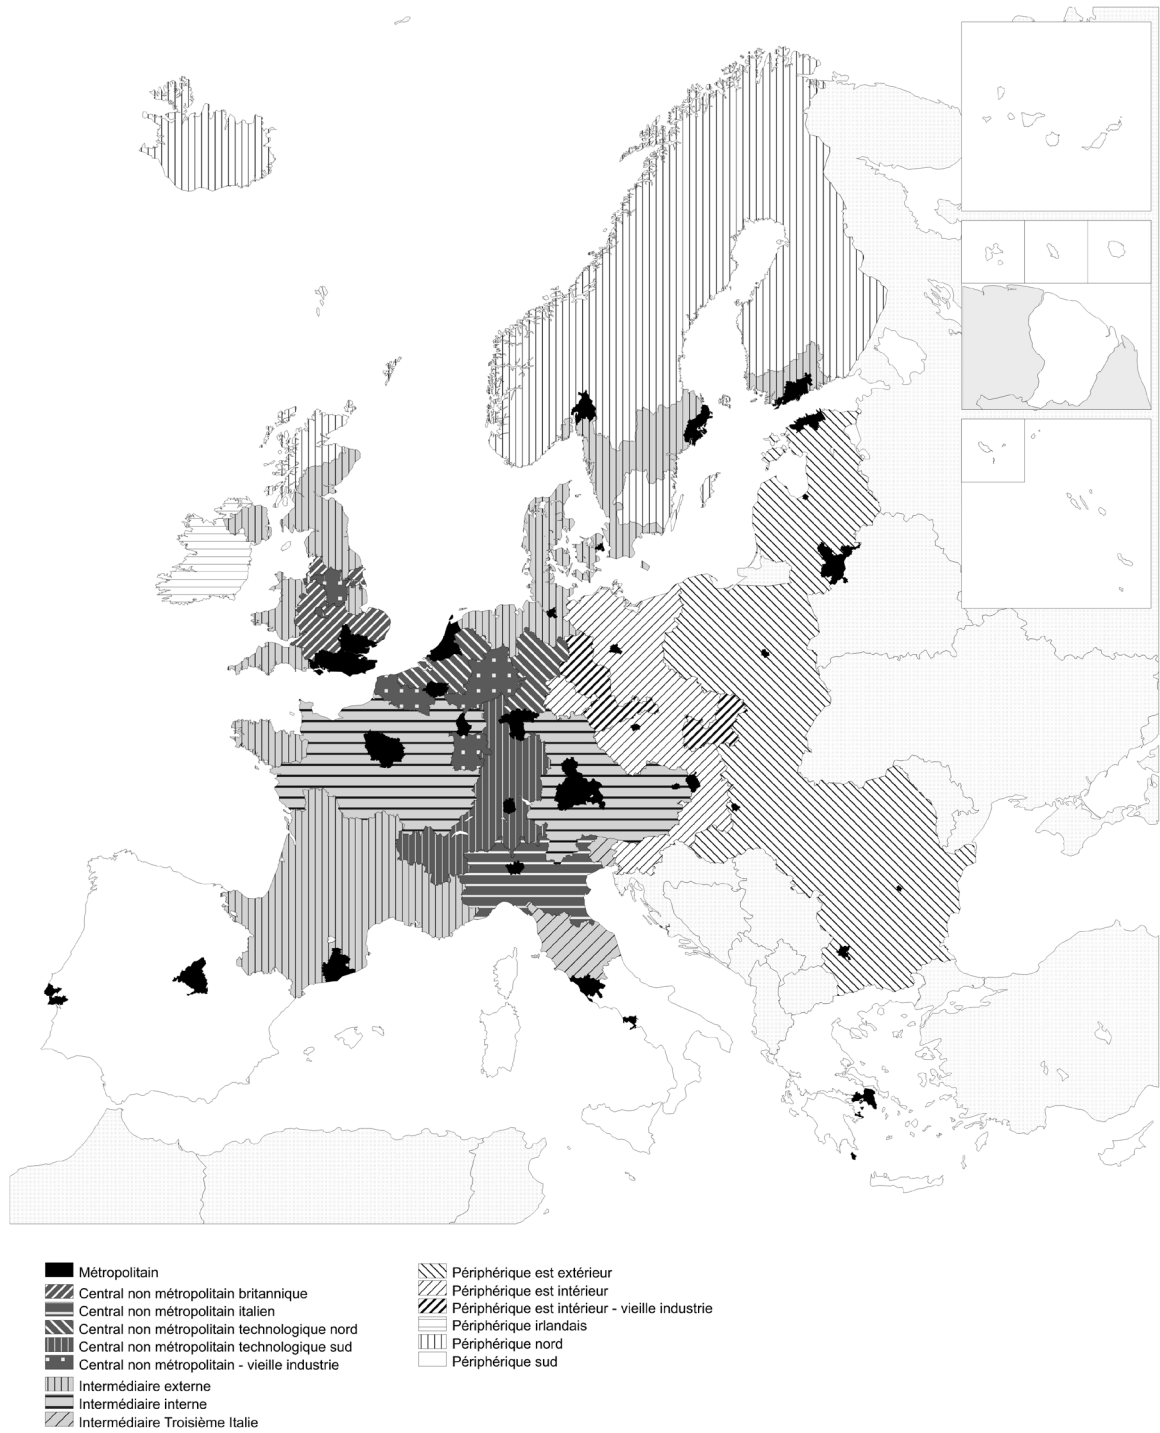 Métropolitain
Central non métropolitain britannique
Central non métropolitain italien
Central non métropolitain technologique nord
Central non métropolitain technologique sud
Central non métropolitain - vieille industrie
Intermédiaire externe
Intermédiaire interne
Intermédiaire Troisième Italie
Périphérique est extérieur
Périphérique est intérieur
Périphérique est intérieur - vieille industrie
Périphérique irlandais
Périphérique nord
Périphérique sud